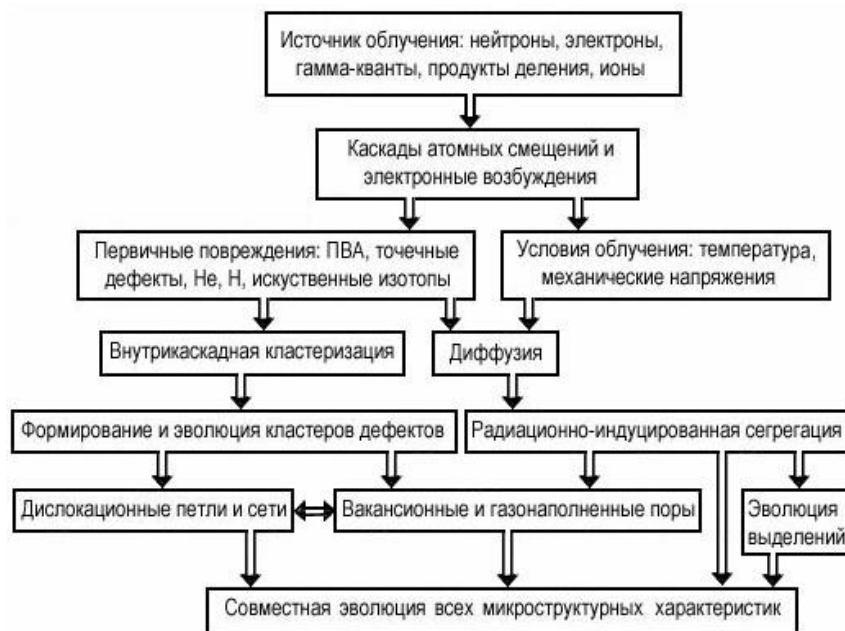 Источник облучения: нейтроны, электроны,
гамма-кванты, продукты деления, ионы
Каскады атомных смещений и
электронные возбуждения
Первичные повреждения: ПВА, точечные
дефекты, He, H, искуственные изотопы
Условия облучения: температура,
механические напряжения
Внутрикаскадная кластеризация
Диффузия
Формирование и эволюция кластеров дефектов
Радиационно-индуцированная сегрегация
Дислокационные петли и сети
Вакансионные и газонаполненные поры
Эволюция
выделений
Совместная эволюция всех микроструктурных характеристик